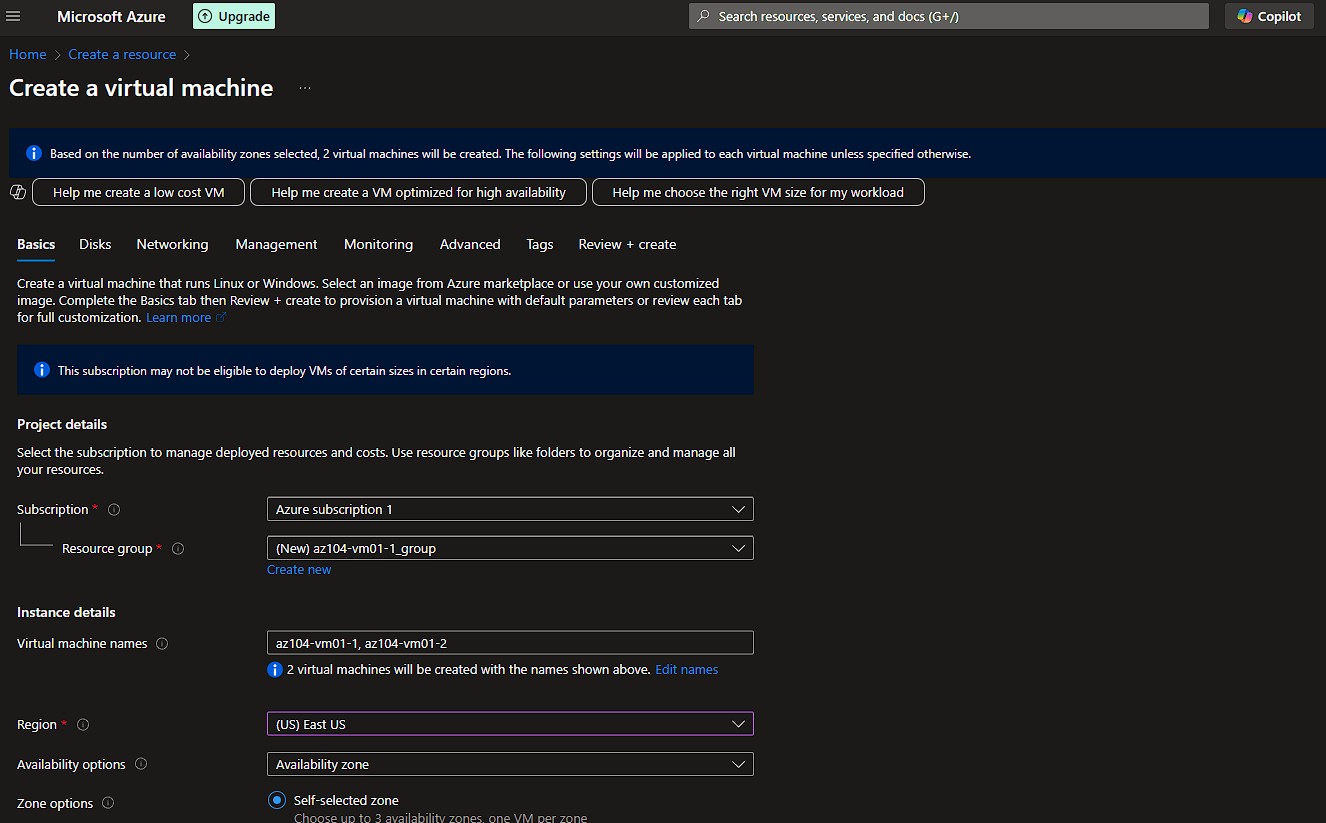 Microsoft Azure
Upgrade
Search resources, services, and docs (G+/)
Copilot
Home > Create a resource >
Create a virtual machine ...
Based on the number of availability zones selected, 2 virtual machines will be created. The following settings will be applied to each virtual machine unless specified otherwise.
Help me create a low cost VM
Help me create a VM optimized for high availability
Help me choose the right VM size for my workload
Basics Disks Networking Management Monitoring Advanced Tags Review + create
Create a virtual machine that runs Linux or Windows. Select an image from Azure marketplace or use your own customized
image. Complete the Basics tab then Review + create to provision a virtual machine with default parameters or review each tab
for full customization. Learn more
This subscription may not be eligible to deploy VMs of certain sizes in certain regions.
Project details
Select the subscription to manage deployed resources and costs. Use resource groups like folders to organize and manage all
your resources.
Subscription * Azure subscription 1
Resource group * (New) az104-vm01-1_group
Create new
Instance details
Virtual machine names az104-vm01-1, az104-vm01-2
2 virtual machines will be created with the names shown above. Edit names
Region * (US) East US
Availability options Availability zone
Zone options Self-selected zone
Choose up to 3 availability zones, one VM per zone